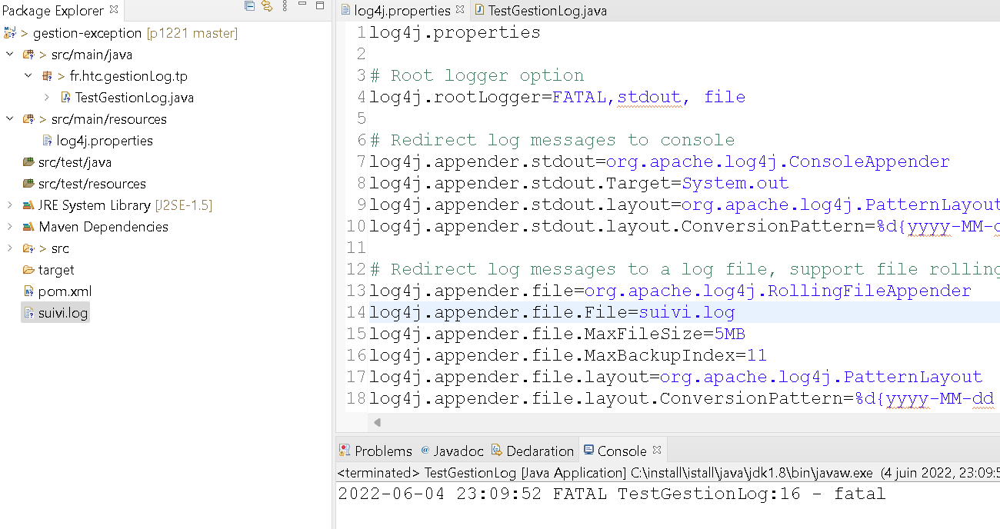 Package Explorer
> gestion-exception [p1221 master]
> src/main/java
> fr.htc.gestionLog.tp
TestGestionLog.java
> src/main/resources
log4j.properties
src/test/java
src/test/resources
JRE System Library [J2SE-1.5]
Maven Dependencies
> src
target
pom.xml
suivi.log
log4j.properties
TestGestionLog.java
1 log4j.properties
2
3 # Root logger option
4 log4j.rootLogger=FATAL,stdout, file
5
6 # Redirect log messages to console
7 log4j.appender.stdout=org.apache.log4j.ConsoleAppender
8 log4j.appender.stdout.Target=System.out
9 log4j.appender.stdout.layout=org.apache.log4j.PatternLayout
10 log4j.appender.stdout.layout.ConversionPattern=%d{yyyy-MM-
11
12 # Redirect log messages to a log file, support file rolling
13 log4j.appender.file=org.apache.log4j.RollingFileAppender
14 log4j.appender.file.File=suivi.log
15 log4j.appender.file.MaxFileSize=5MB
16 log4j.appender.file.MaxBackupIndex=11
17 log4j.appender.file.layout=org.apache.log4j.PatternLayout
18 log4j.appender.file.layout.ConversionPattern=%d{yyyy-MM-dd
Problems @ Javadoc Declaration Console
<terminated> TestGestionLog [Java Application] C:\install\istall\java\jdk1.8\bin\javaw.exe (4 juin 2022, 23:09:5
2022-06-04 23:09:52 FATAL TestGestionLog:16 - fatal